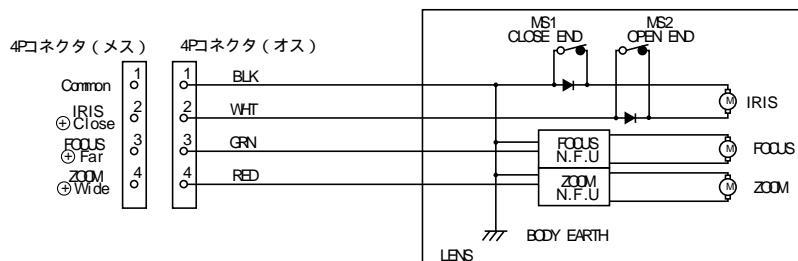 MS1
CLOSE END
MS2
OPEN END
4Pコネクタ(メス)
4Pコネクタ(オス)
Common
1
1
BLK
IRIS
⊕Close
2
2
WHT
M
IRIS
FOCUS
⊕Far
3
3
GRN
FOCUS
N.F.U
M
FOCUS
ZOOM
⊕Wide
4
4
RED
ZOOM
N.F.U
M
ZOOM
BODY EARTH
LENS